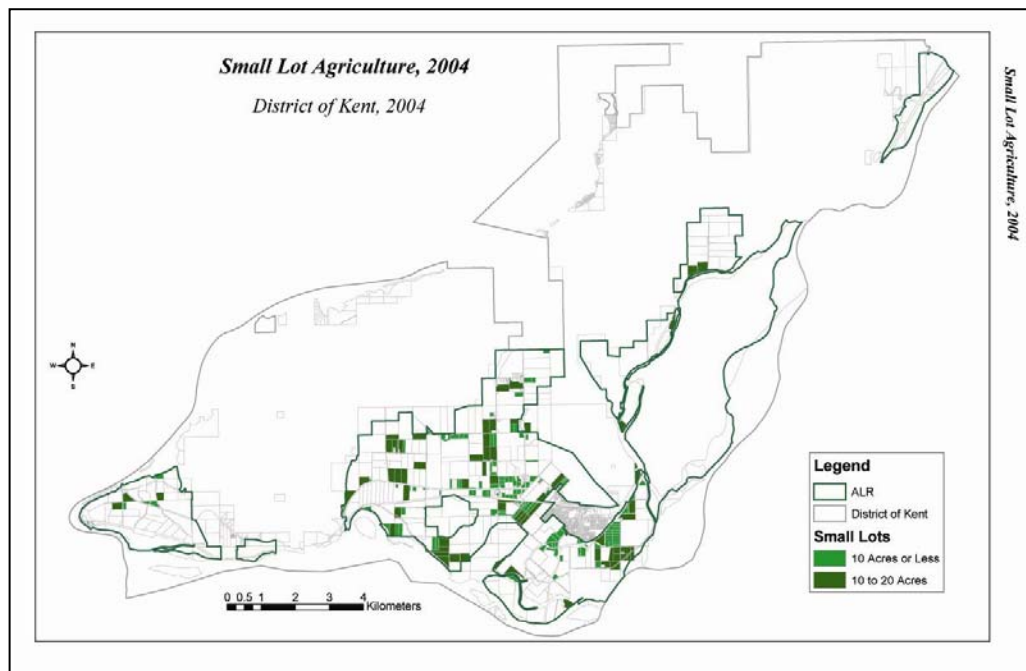 Small Lot Agriculture, 2004
District of Kent, 2004
Small Lot Agriculture, 2004
N
W E
S
Legend
ALR
District of Kent
Small Lots
10 Acres or Less
10 to 20 Acres
0 0.5 1 2 3 4
Kilometers